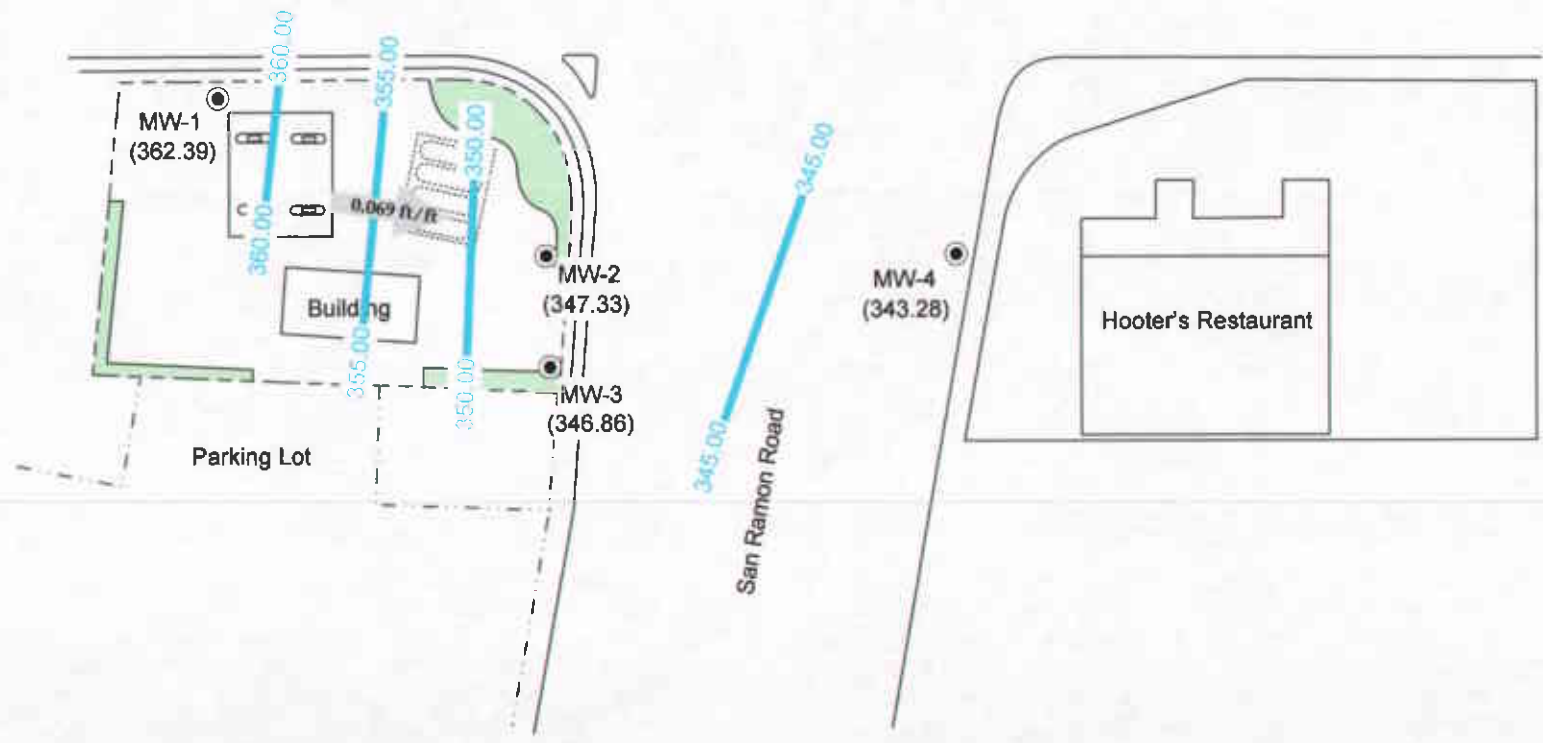 360.00
355.00
350.00
345.00
MW-1
(362.39)
0.069 ft/ft
360.00
Building
MW-2
(347.33)
MW-4
(343.28)
Hooter's Restaurant
355.00
350.00
MW-3
(346.86)
345.00
Parking Lot
San Ramon Road